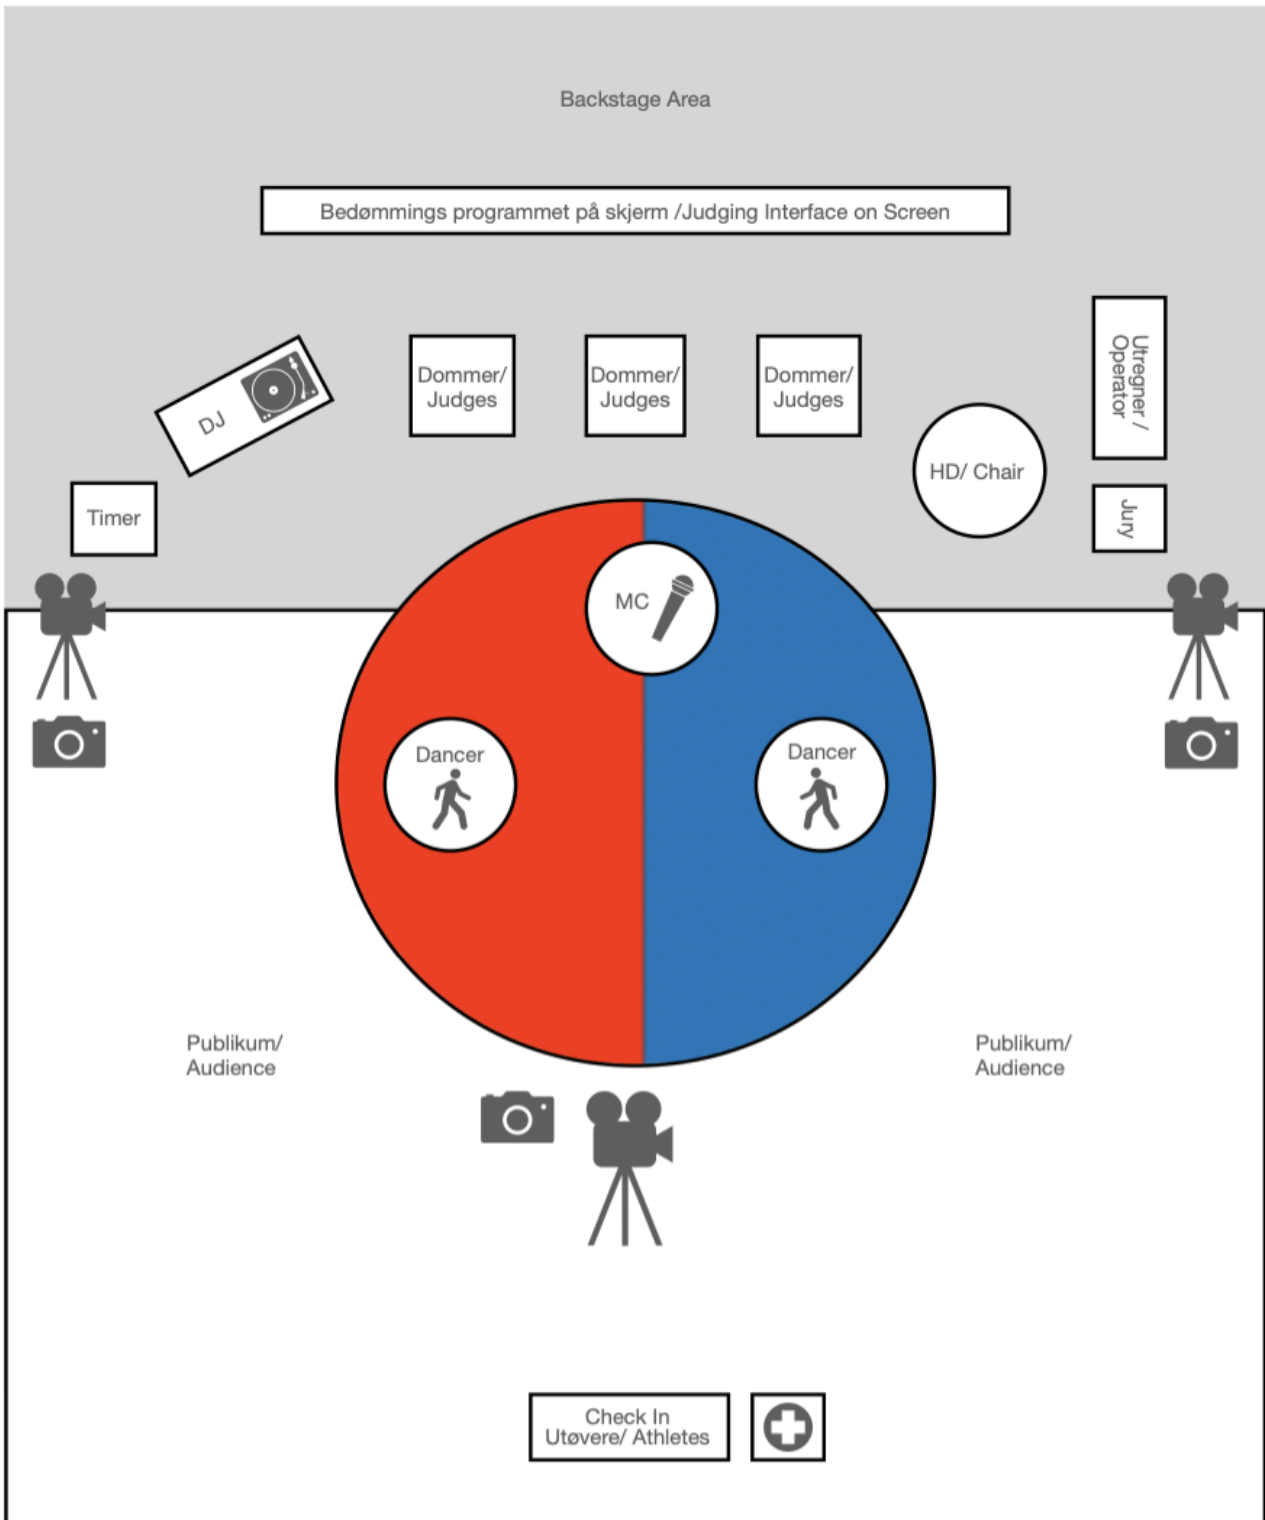 Backstage Area
Bedømmings programmet på skjerm /Judging Interface on Screen
DJ
Dommer/
Judges
Dommer/
Judges
Dommer/
Judges
Utregner /
Operator
HD/ Chair
Timer
Jury
MC
Dancer
Dancer
Publikum/
Audience
Publikum/
Audience
Check In
Utøvere/ Athletes